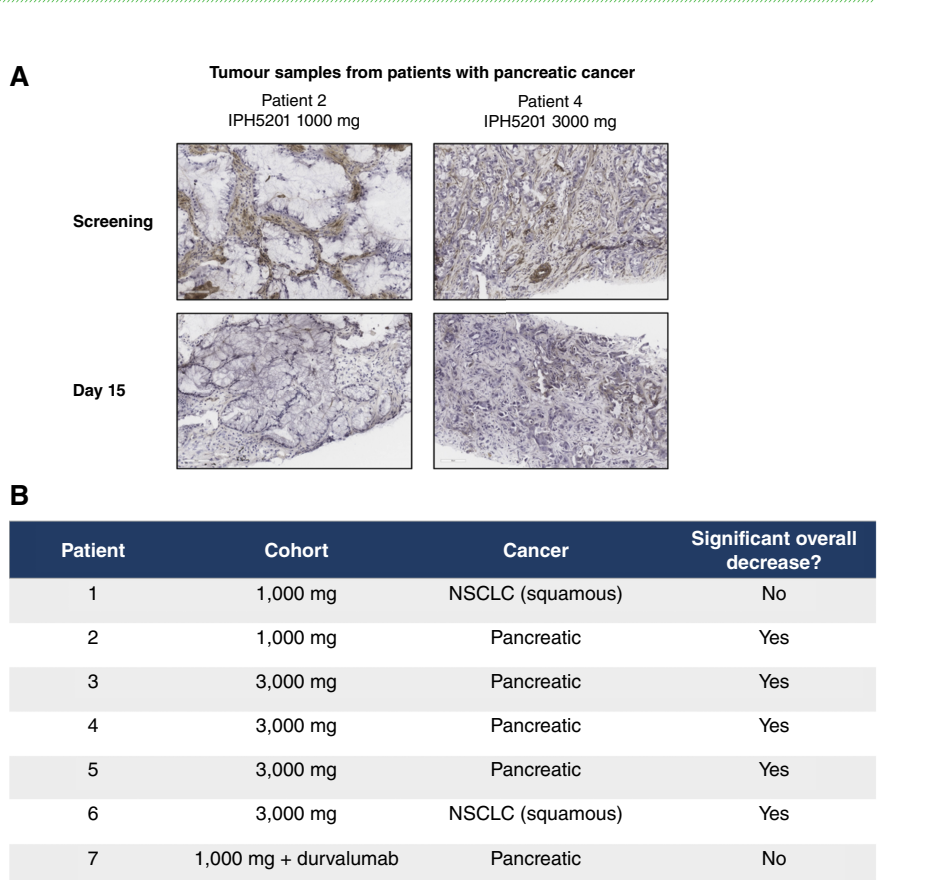 A
Tumour samples from patients with pancreatic cancer
Patient 2
IPH5201 1000 mg
Patient 4
IPH5201 3000 mg
Screening
Day 15
B
Patient Cohort Cancer Significant overall decrease?
1 1,000 mg NSCLC (squamous) No
2 1,000 mg Pancreatic Yes
3 3,000 mg Pancreatic Yes
4 3,000 mg Pancreatic Yes
5 3,000 mg Pancreatic Yes
6 3,000 mg NSCLC (squamous) Yes
7 1,000 mg + durvalumab Pancreatic No